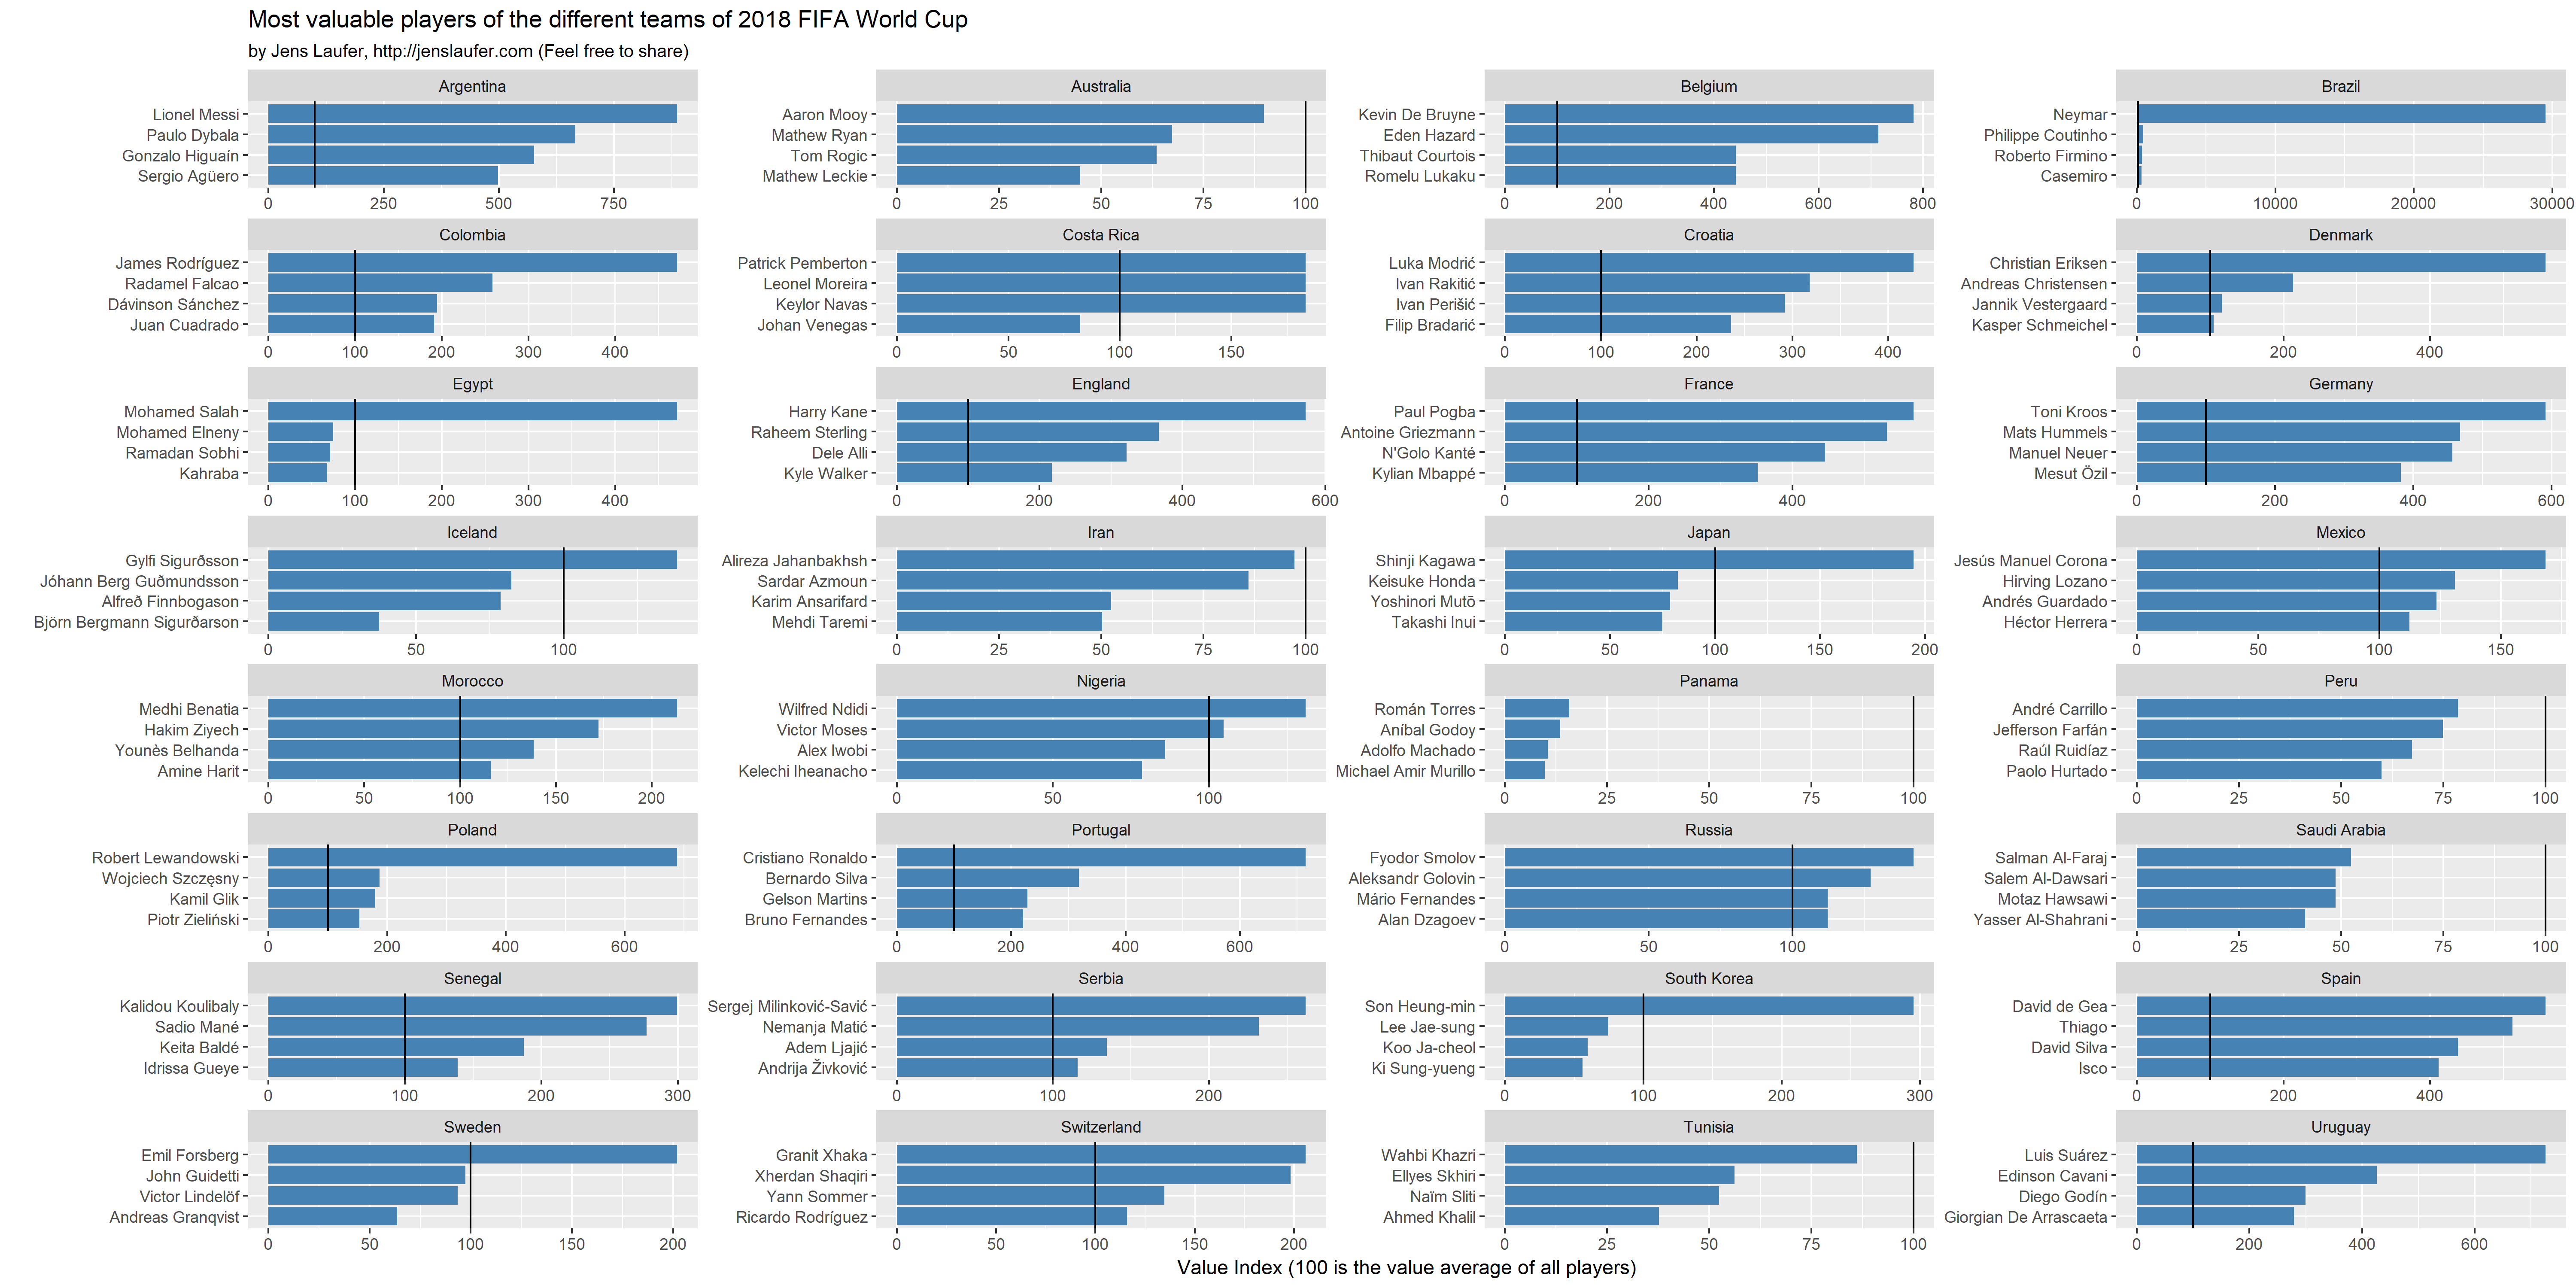 Most valuable players of the different teams of 2018 FIFA World Cup
by Jens Laufer, http://jenslaufer.com (Feel free to share)
Argentina
Lionel Messi
Paulo Dybala
Gonzalo Higuaín
Sergio Agüero
0 250 500 750
Australia
Aaron Mooy
Mathew Ryan
Tom Rogic
Mathew Leckie
0 25 50 75 100
Belgium
Kevin De Bruyne
Eden Hazard
Thibaut Courtois
Romelu Lukaku
0 200 400 600 800
Brazil
Neymar
Philippe Coutinho
Roberto Firmino
Casemiro
0 10000 20000 30000
Colombia
James Rodríguez
Radamel Falcao
Dávinson Sánchez
Juan Cuadrado
0 100 200 300 400
Costa Rica
Patrick Pemberton
Leonel Moreira
Keylor Navas
Johan Venegas
0 50 100 150
Croatia
Luka Modrić
Ivan Rakitić
Ivan Perišić
Filip Bradarić
0 100 200 300 400
Denmark
Christian Eriksen
Andreas Christensen
Jannik Vestergaard
Kasper Schmeichel
0 200 400
Egypt
Mohamed Salah
Mohamed Elneny
Ramadan Sobhi
Kahraba
0 100 200 300 400
England
Harry Kane
Raheem Sterling
Dele Alli
Kyle Walker
0 200 400 600
France
Paul Pogba
Antoine Griezmann
N'Golo Kanté
Kylian Mbappé
0 200 400
Germany
Toni Kroos
Mats Hummels
Manuel Neuer
Mesut Özil
0 200 400 600
Iceland
Gylfi Sigurðsson
Jóhann Berg Guðmundsson
Alfreð Finnbogason
Björn Bergmann Sigurðarson
0 50 100
Iran
Alireza Jahanbakhsh
Sardar Azmoun
Karim Ansarifard
Mehdi Taremi
0 25 50 75 100
Japan
Shinji Kagawa
Keisuke Honda
Yoshinori Mutō
Takashi Inui
0 50 100 150 200
Mexico
Jesús Manuel Corona
Hirving Lozano
Andrés Guardado
Héctor Herrera
0 50 100 150
Morocco
Medhi Benatia
Hakim Ziyech
Younès Belhanda
Amine Harit
0 50 100 150 200
Nigeria
Wilfred Ndidi
Victor Moses
Alex Iwobi
Kelechi Iheanacho
0 50 100
Panama
Román Torres
Aníbal Godoy
Adolfo Machado
Michael Amir Murillo
0 25 50 75 100
Peru
André Carrillo
Jefferson Farfán
Raúl Ruidíaz
Paolo Hurtado
0 25 50 75 100
Poland
Robert Lewandowski
Wojciech Szczęsny
Kamil Glik
Piotr Zieliński
0 200 400 600
Portugal
Cristiano Ronaldo
Bernardo Silva
Gelson Martins
Bruno Fernandes
0 200 400 600
Russia
Fyodor Smolov
Aleksandr Golovin
Mário Fernandes
Alan Dzagoev
0 50 100
Saudi Arabia
Salman Al-Faraj
Salem Al-Dawsari
Motaz Hawsawi
Yasser Al-Shahrani
0 25 50 75 100
Senegal
Kalidou Koulibaly
Sadio Mané
Keita Baldé
Idrissa Gueye
0 100 200 300
Serbia
Sergej Milinković-Savić
Nemanja Matić
Adem Ljajić
Andrija Živković
0 100 200
South Korea
Son Heung-min
Lee Jae-sung
Koo Ja-cheol
Ki Sung-yueng
0 100 200 300
Spain
David de Gea
Thiago
David Silva
Isco
0 200 400
Sweden
Emil Forsberg
John Guidetti
Victor Lindelöf
Andreas Granqvist
0 50 100 150 200
Switzerland
Granit Xhaka
Xherdan Shaqiri
Yann Sommer
Ricardo Rodríguez
0 50 100 150 200
Tunisia
Wahbi Khazri
Ellyes Skhiri
Naïm Sliti
Ahmed Khalil
0 25 50 75 100
Uruguay
Luis Suárez
Edinson Cavani
Diego Godín
Giorgian De Arrascaeta
0 200 400 600
Value Index (100 is the value average of all players)